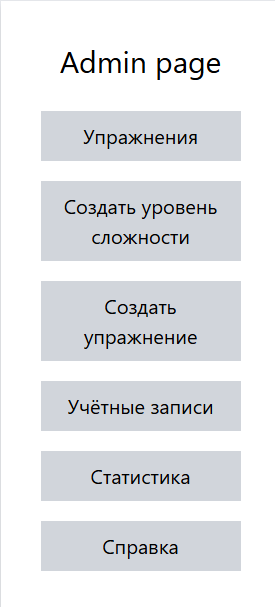 Admin page
Упражнения
Создать уровень
сложности
Создать
упражнение
Учётные записи
Статистика
Справка